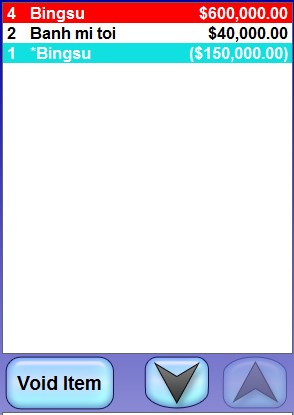 4 Bingsu $600,000.00
2 Banh mi toi $40,000.00
1 *Bingsu ($150,000.00)
Void Item